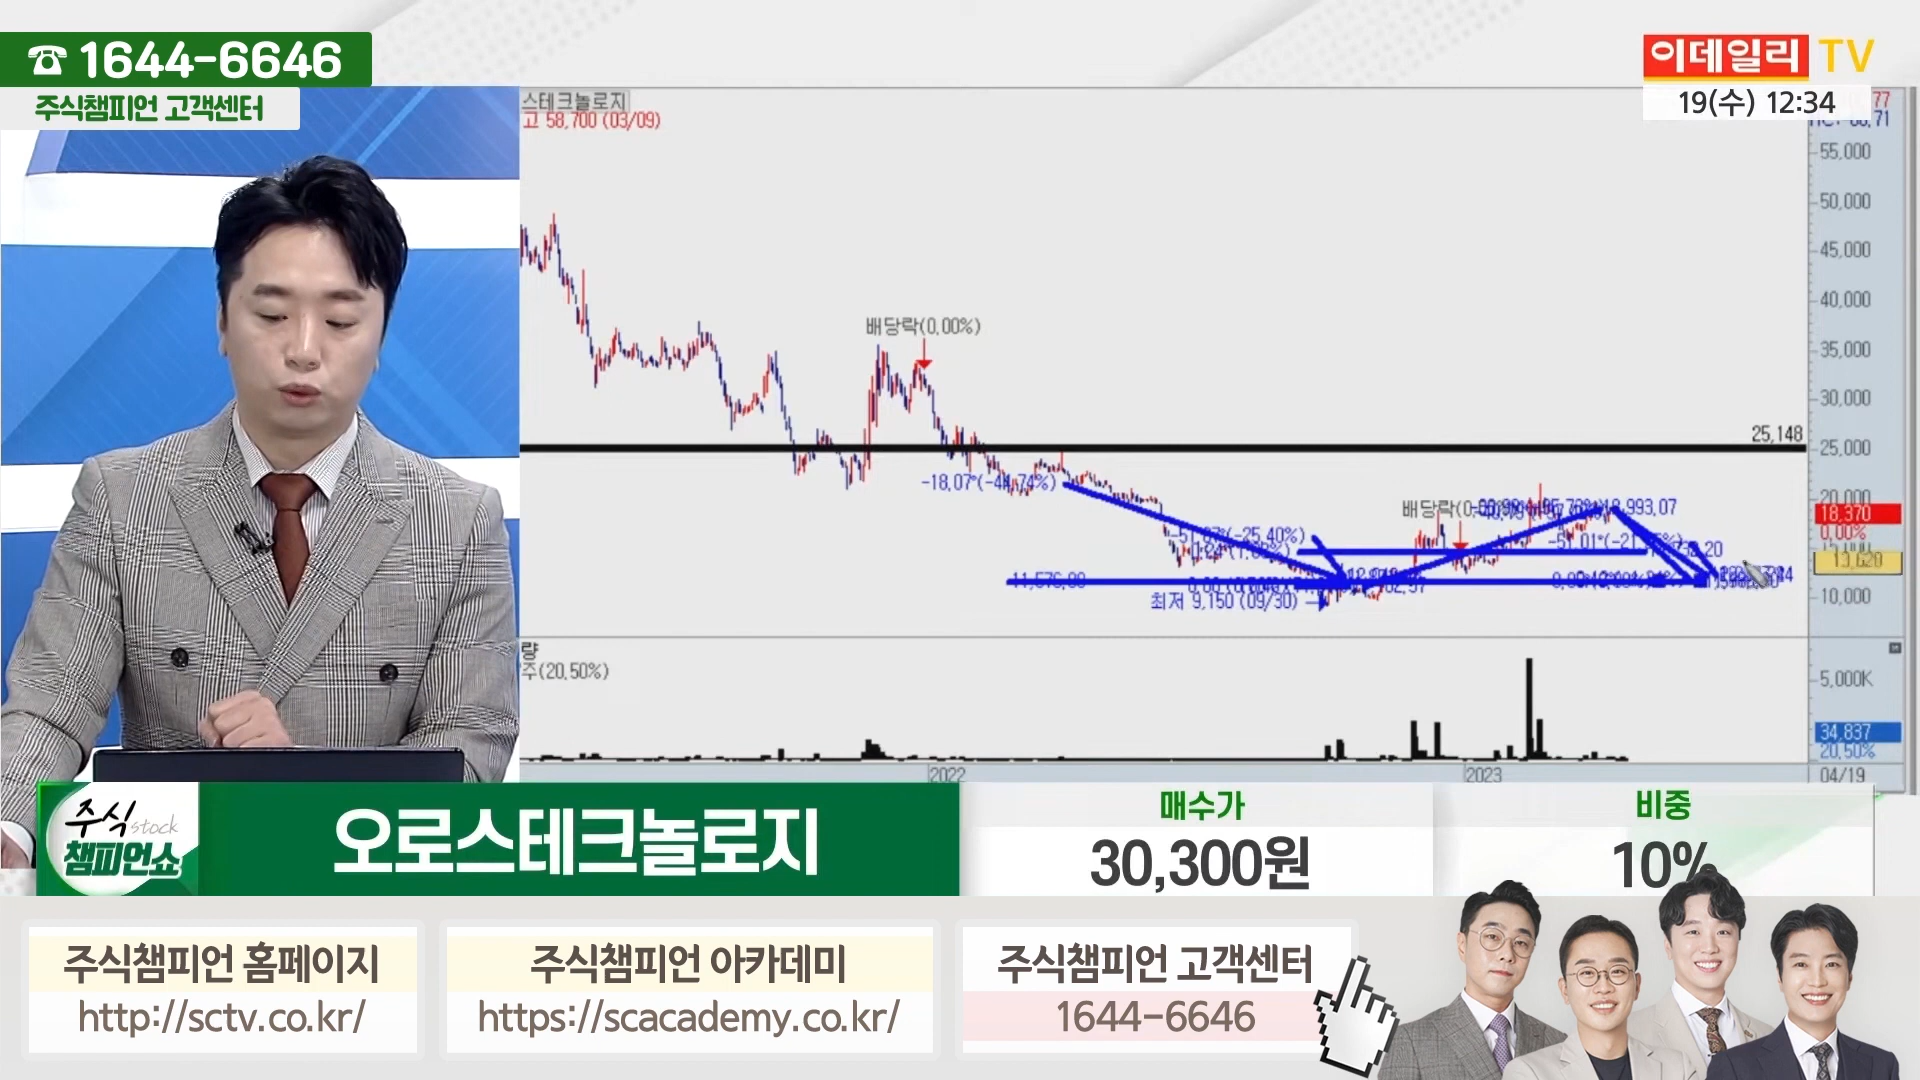 ☎ 1644-6646
주식챔피언 고객센터
이데일리 TV
19(수) 12:34
스테크놀로지
고 58,700 (03/09)
55,000
50,000
45,000
배당락(0.00%)
40,000
35,000
30,000
25,148
25,000
-18.07°(-44.74%)
20,000
18,370
0.00%
13,620
최저 9,150 (09/30)
10,000
량
주(20.50%)
5,000K
34,837
20.50%
2022
2023
04/19
주식 stock
챔피언쇼
오로스테크놀로지
매수가
30,300원
비중
10%
주식챔피언 홈페이지
http://sctv.co.kr/
주식챔피언 아카데미
https://scacademy.co.kr/
주식챔피언 고객센터
1644-6646